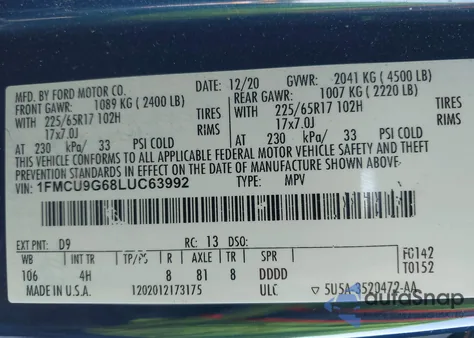 MFD. BY FORD MOTOR CO.
DATE: 12/20 GVWR: 2041 KG (4500 LB)
FRONT GAWR: 1089 KG (2400 LB) REAR GAWR: 1007 KG (2220 LB)
WITH 225/65R17 102H TIRES WITH 225/65R17 102H TIRES
17x7.0J RIMS 17x7.0J RIMS
AT 230 kPa/ 33 PSI COLD AT 230 kPa/ 33 PSI COLD
THIS VEHICLE CONFORMS TO ALL APPLICABLE FEDERAL MOTOR VEHICLE SAFETY AND THEFT
PREVENTION STANDARDS IN EFFECT ON THE DATE OF MANUFACTURE SHOWN ABOVE.
VIN: 1FMCU9G68LUC63992 TYPE: MPV
EXT PNT: D9 RC: 13 DSO:
WB INT TR TP/PS R AXLE TR SPR
106 4H 8 81 8 DDDD
FG142
T0152
MADE IN U.S.A. 1202012173175 ULC ▽ 5U5A-3520472-AA
autoSnap